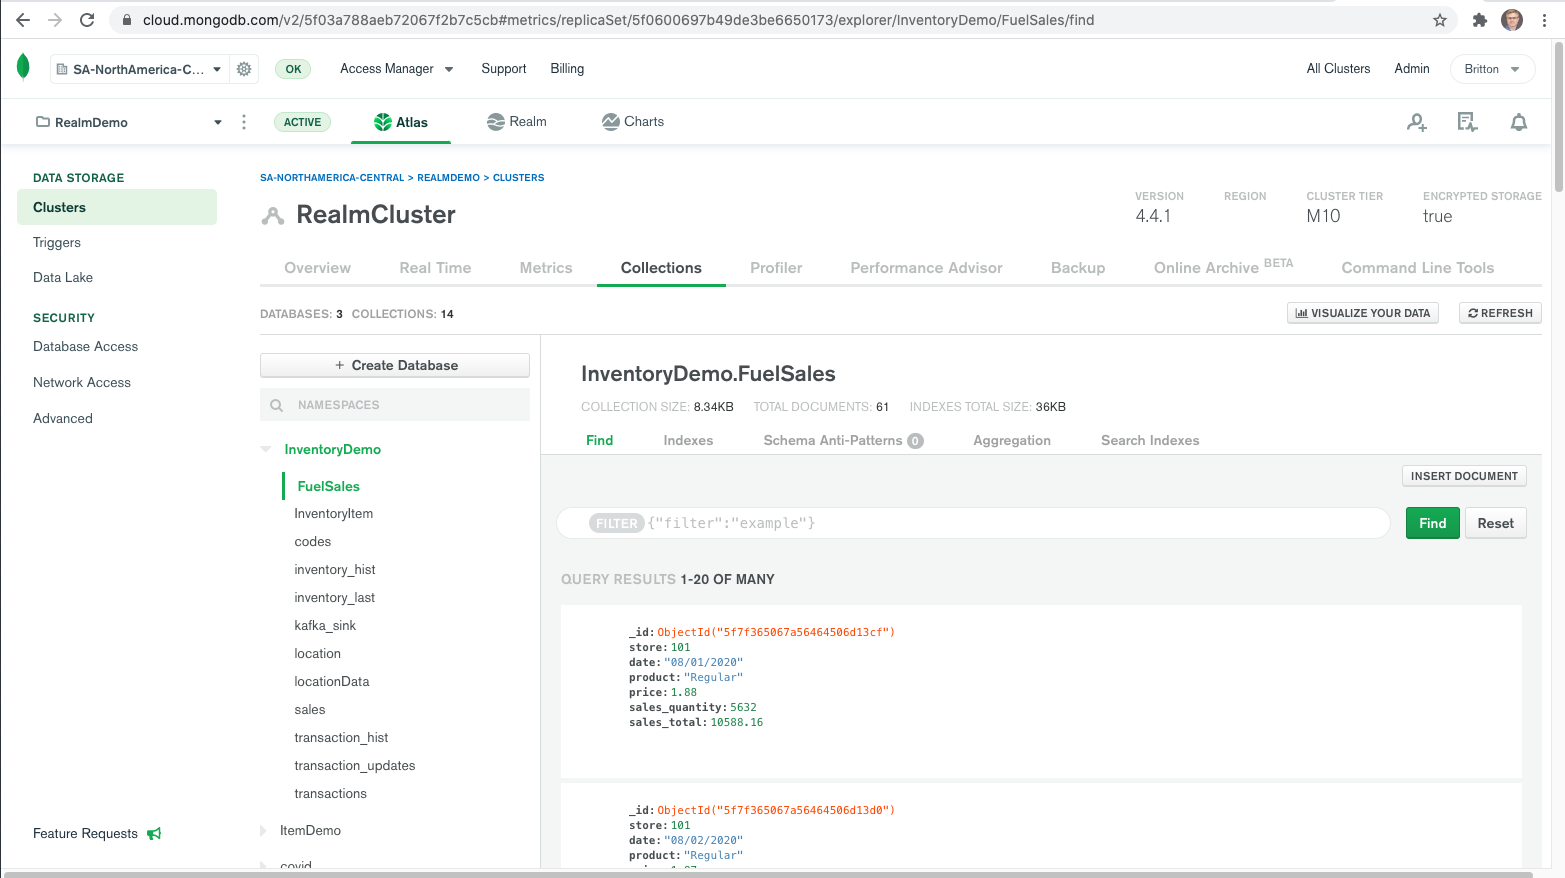 cloud.mongodb.com/v2/5f03a788aeb72067f2b7c5cb#metrics/replicaSet/5f0600697b49de3be6650173/explorer/InventoryDemo/FuelSales/find
SA-NorthAmerica-C... OK Access Manager Support Billing All Clusters Admin Britton
RealmDemo ACTIVE Atlas Realm Charts
DATA STORAGE
Clusters
Triggers
Data Lake
SECURITY
Database Access
Network Access
Advanced
Feature Requests
SA-NORTHAMERICA-CENTRAL > REALMDEMO > CLUSTERS
RealmCluster
VERSION REGION CLUSTER TIER ENCRYPTED STORAGE
4.4.1 M10 true
Overview Real Time Metrics Collections Profiler Performance Advisor Backup Online Archive BETA Command Line Tools
DATABASES: 3 COLLECTIONS: 14 VISUALIZE YOUR DATA REFRESH
+ Create Database
NAMESPACES
InventoryDemo
FuelSales
InventoryItem
codes
inventory_hist
inventory_last
kafka_sink
location
locationData
sales
transaction_hist
transaction_updates
transactions
ItemDemo
covid
InventoryDemo.FuelSales
COLLECTION SIZE: 8.34KB TOTAL DOCUMENTS: 61 INDEXES TOTAL SIZE: 36KB
Find Indexes Schema Anti-Patterns 0 Aggregation Search Indexes
INSERT DOCUMENT
FILTER {"filter":"example"} Find Reset
QUERY RESULTS 1-20 OF MANY
_id: ObjectId("5f7f365067a56464506d13cf")
store: 101
date: "08/01/2020"
product: "Regular"
price: 1.88
sales_quantity: 5632
sales_total: 10588.16
_id: ObjectId("5f7f365067a56464506d13d0")
store: 101
date: "08/02/2020"
product: "Regular"